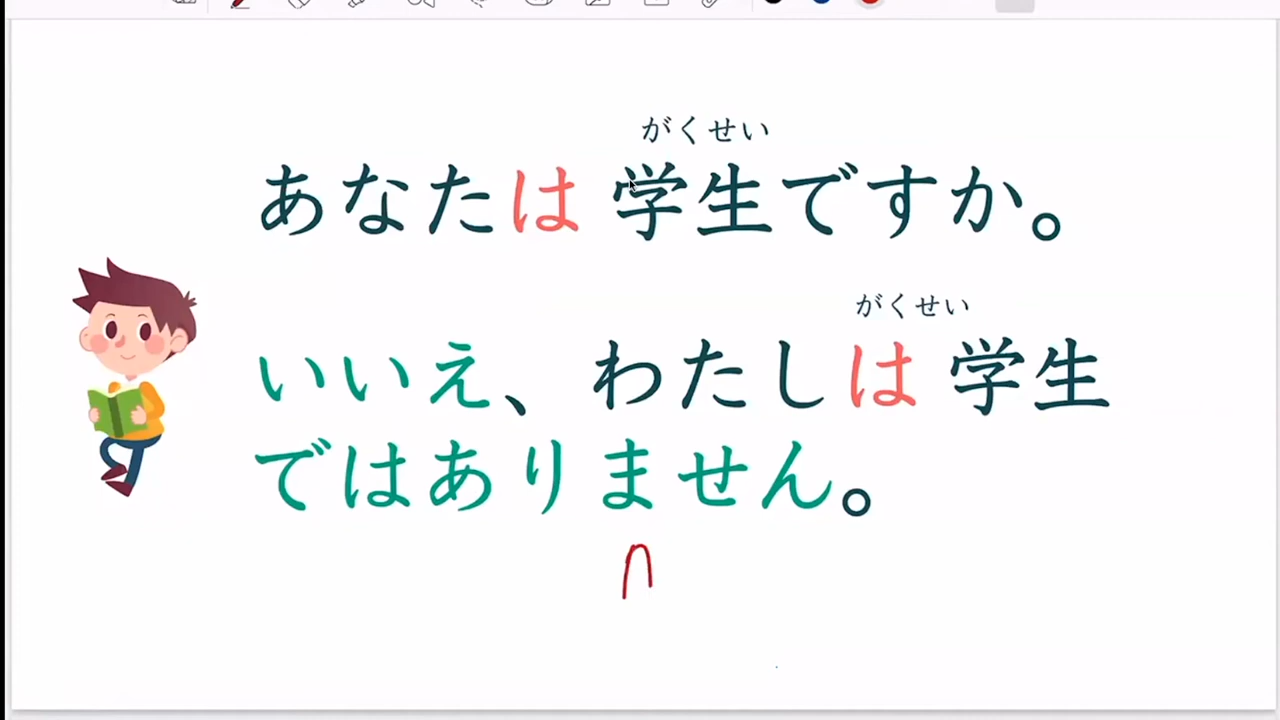 がくせい
あなたは 学生ですか。
がくせい
いいえ、わたしは 学生
ではありません。
n